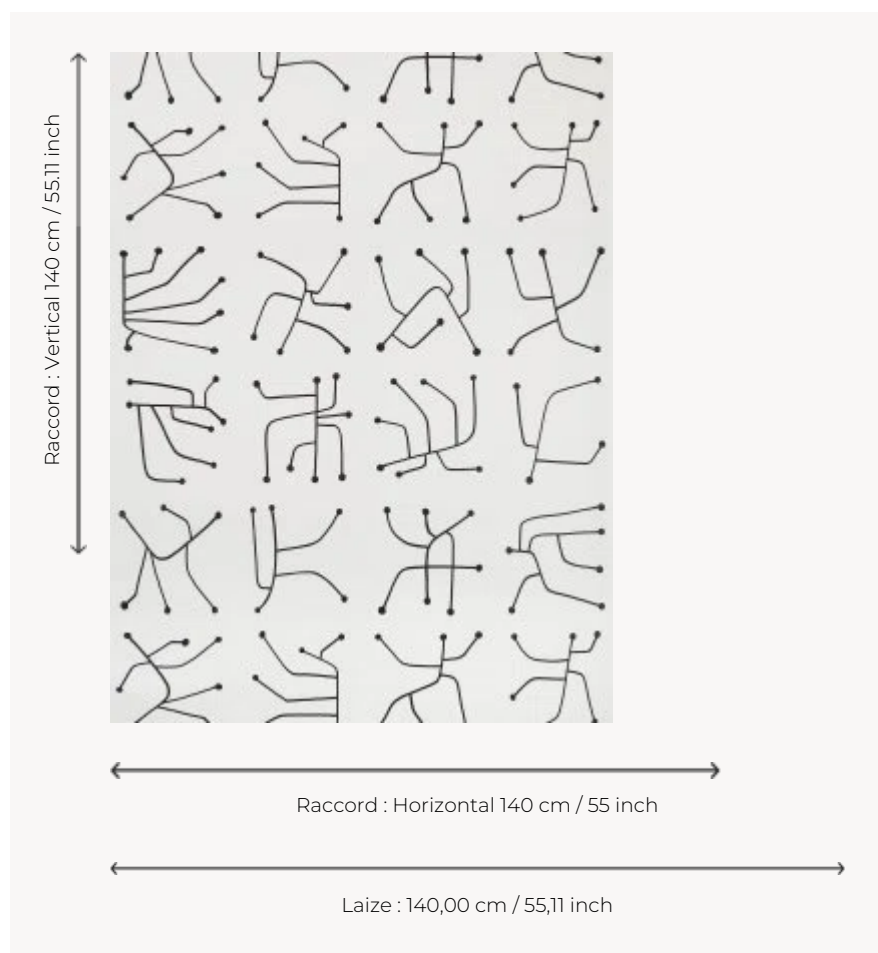 Raccord : Vertical 140 cm / 55.11 inch
Raccord : Horizontal 140 cm / 55 inch
Laize : 140,00 cm / 55,11 inch